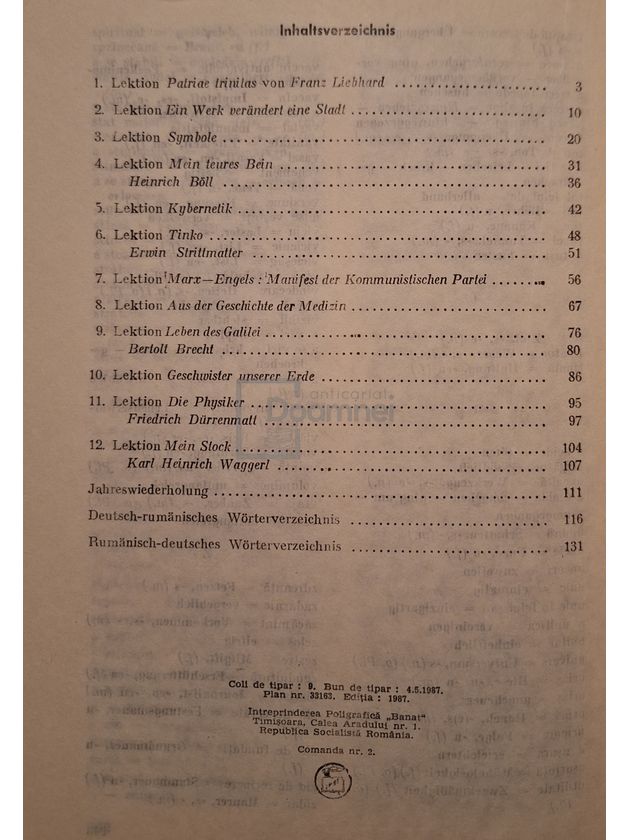 Inhaltsverzeichnis
1. Lektion Patriae trinitas von Franz Liebhard ..................... 3
2. Lektion Ein Werk verändert eine Stadt ........................... 10
3. Lektion Symbole ............................................. 20
4. Lektion Mein teures Bein ..................................... 31
Heinrich Böll ............................................. 36
5. Lektion Kybernetik ........................................... 42
6. Lektion Tinko ............................................... 48
Erwin Strittmatter ......................................... 51
7. Lektion Marx—Engels : Manifest der Kommunistischen Partei ........ 56
8. Lektion Aus der Geschichte der Medizin .......................... 67
9. Lektion Leben des Galilei ...................................... 76
Bertolt Brecht ............................................ 80
10. Lektion Geschwister unserer Erde .............................. 86
11. Lektion Die Physiker ......................................... 95
Friedrich Dürrenmatt ....................................... 97
12. Lektion Mein Stock .......................................... 104
Karl Heinrich Waggerl ...................................... 107
Jahreswiederholung ............................................. 111
Deutsch-rumänisches Wörterverzeichnis ........................... 116
Rumänisch-deutsches Wörterverzeichnis ........................... 131
anticariat
Doamnei
Coli de tipar : 9. Bun de tipar : 4.5.1987.
Plan nr. 33163. Ediția : 1987.
Intreprinderea Poligrafică „Banat"
Timișoara, Calea Aradului nr. 1.
Republica Socialistă România.
Comanda nr. 2.